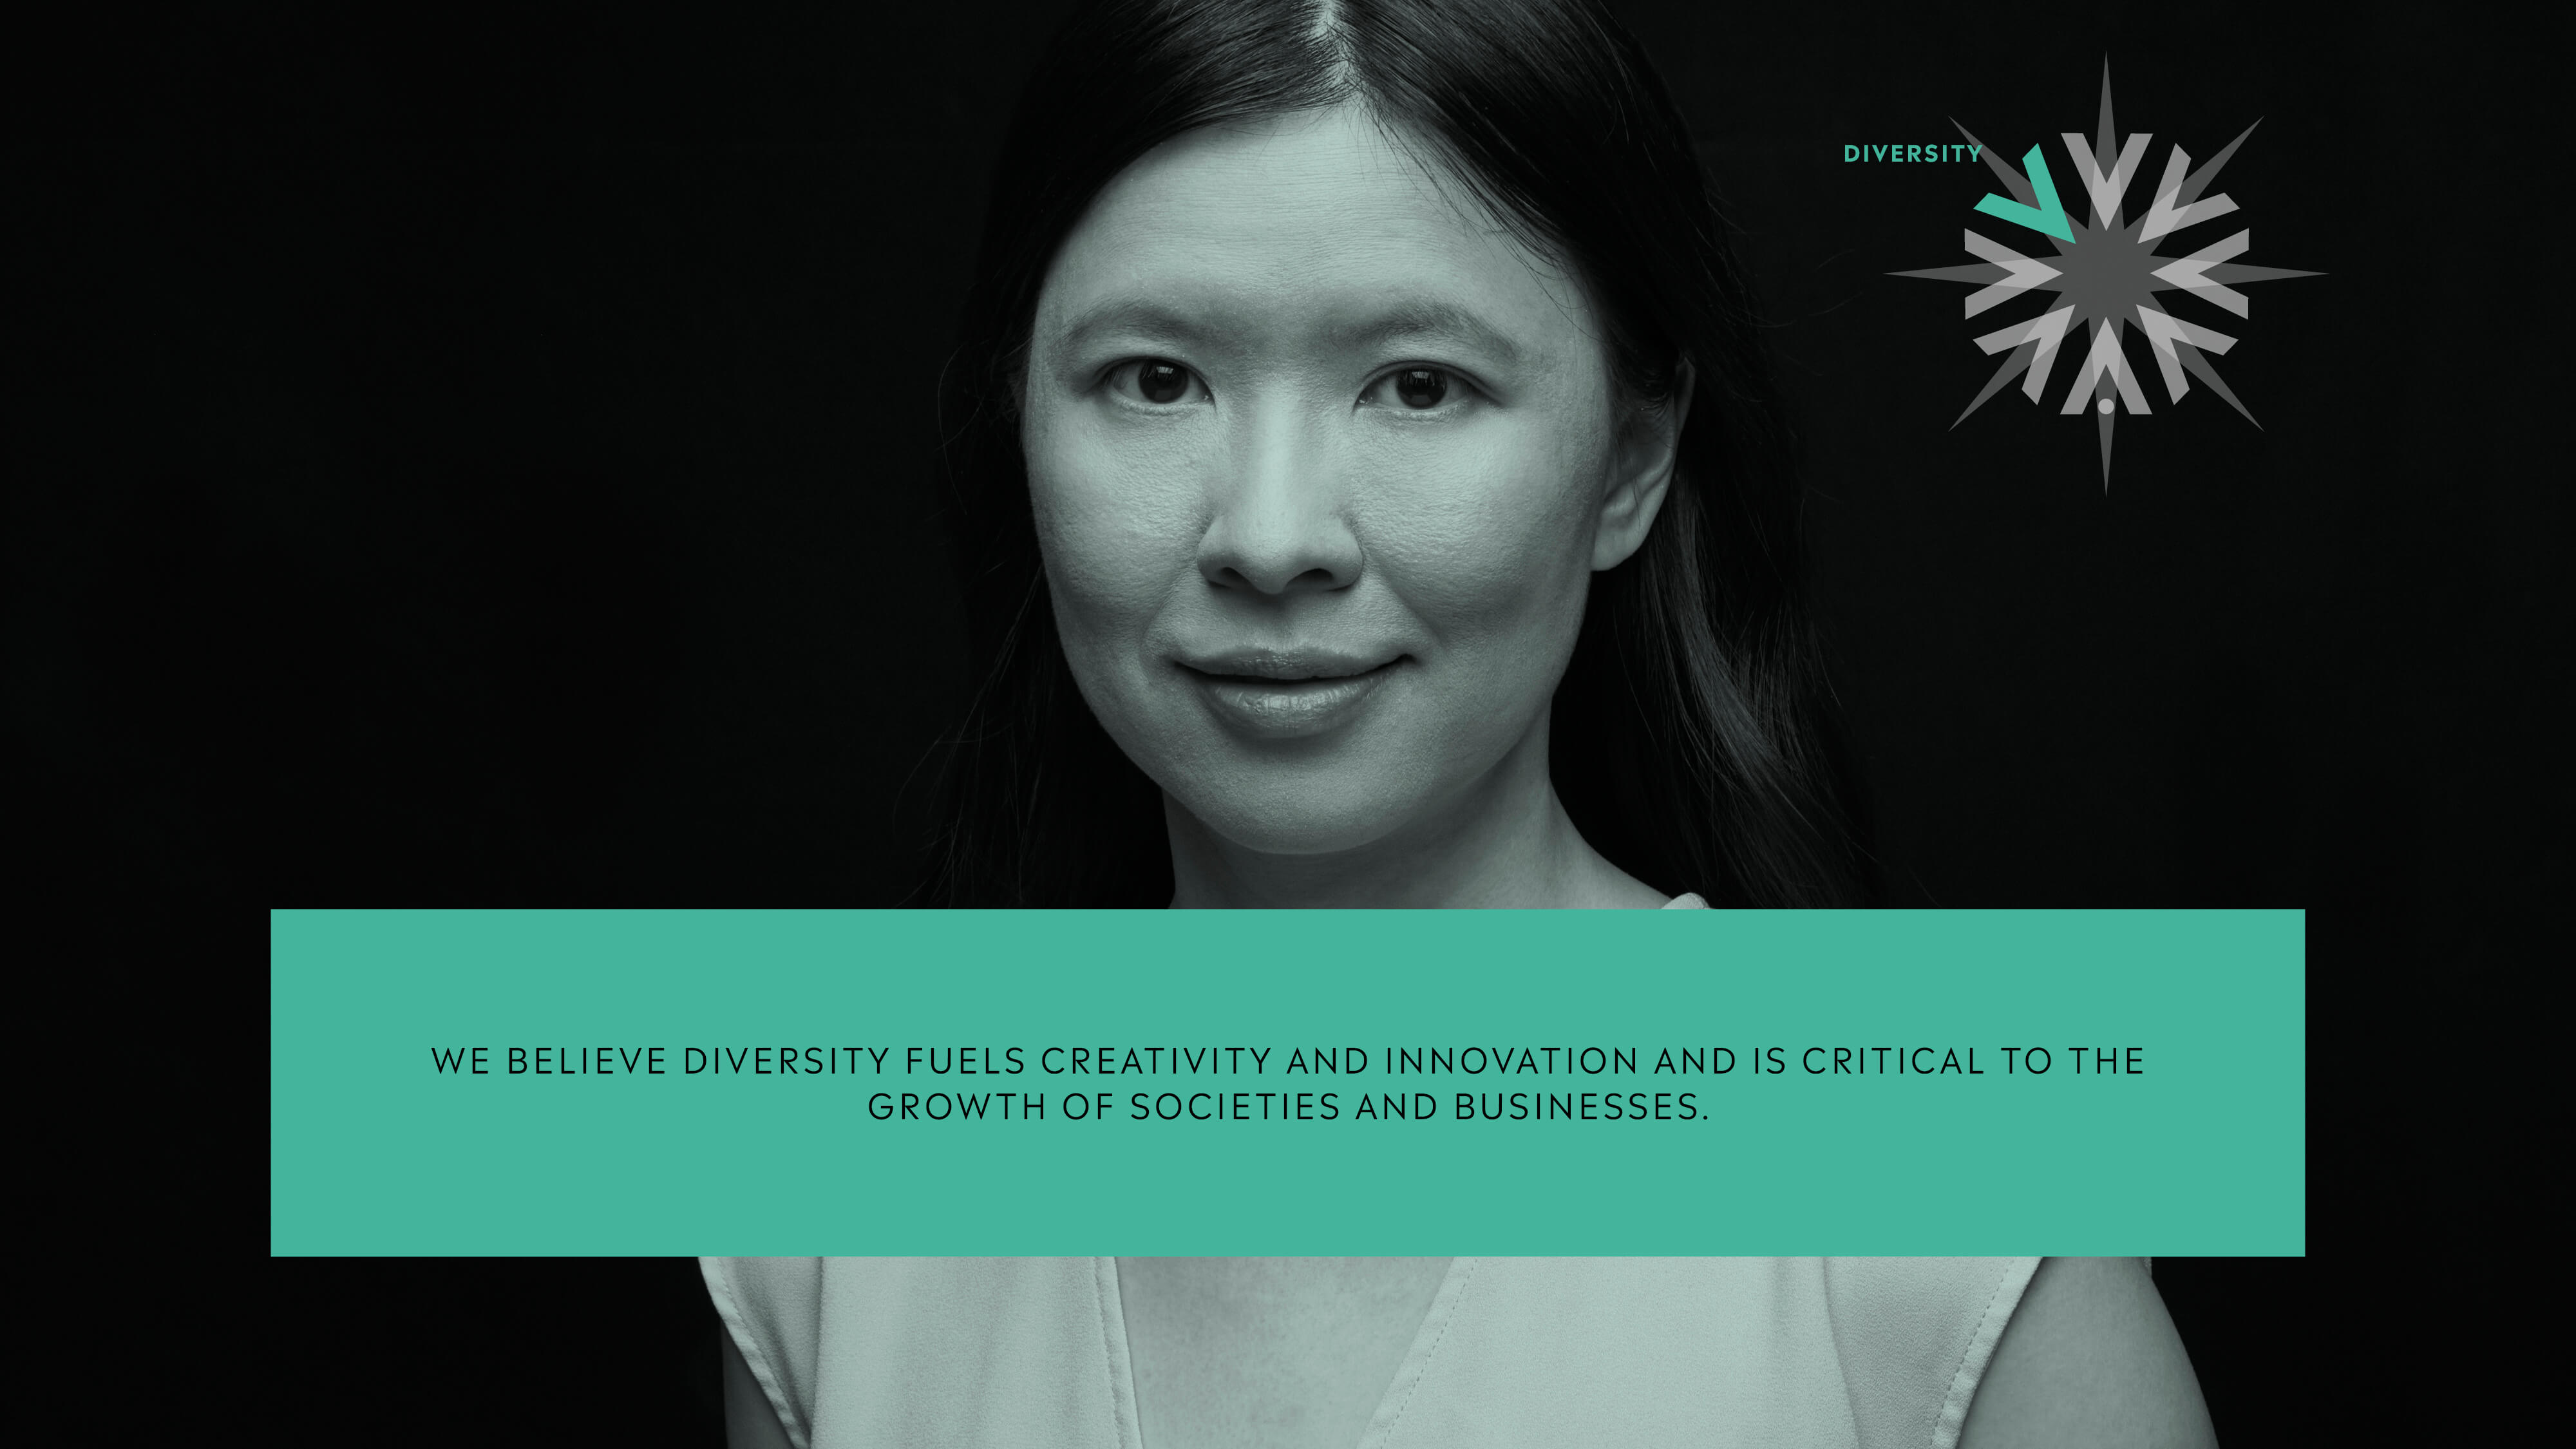 DIVERSITY
WE BELIEVE DIVERSITY FUELS CREATIVITY AND INNOVATION AND IS CRITICAL TO THE
GROWTH OF SOCIETIES AND BUSINESSES.